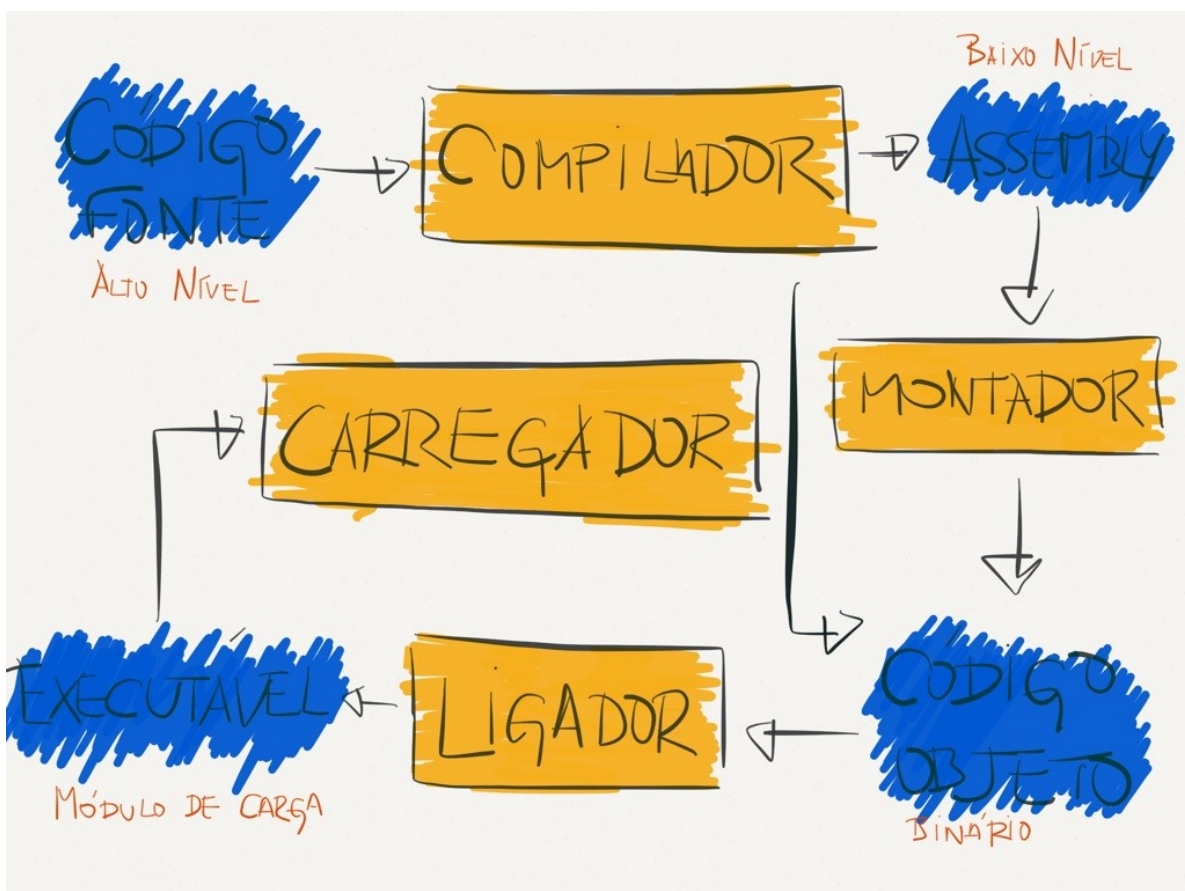 BAIXO NÍVEL
CÓDIGO
FONTE
ALTO NÍVEL
COMPILADOR
ASSEMBLY
CARREGADOR
MONTADOR
EXECUTÁVEL
MÓDULO DE CARGA
LIGADOR
CÓDIGO
OBJETO
BINÁRIO